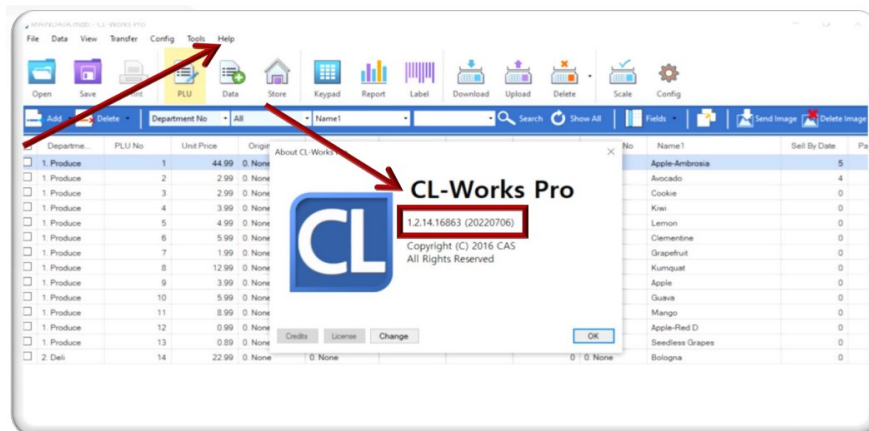 CL-Works Pro
File Data View Transfer Config Tools Help
Open Save PLU Data Store Keypad Report Label Download Upload Delete Scale Config
Add Delete Department No All Name1 Search Show All Fields Send Image Delete Image
Departme... PLU No Unit Price Origin No Name1 Sell By Date Pa
About CL-Works
1. Produce 1 44.99 0. None Apple-Ambrosia 5
1. Produce 2 2.99 0. None Avocado 4
1. Produce 3 2.99 0. None Cookie 0
1. Produce 4 3.99 0. None Kiwi 0
1. Produce 5 4.99 0. None Lemon 0
1. Produce 6 5.99 0. None Clementine 0
1. Produce 7 1.99 0. None Grapefruit 0
1. Produce 8 12.99 0. None Kumquat 0
1. Produce 9 3.99 0. None Apple 0
1. Produce 10 5.99 0. None Guava 0
1. Produce 11 8.99 0. None Mango 0
1. Produce 12 0.99 0. None Apple-Red D 0
1. Produce 13 0.89 0. None Seedless Grapes 0
2. Deli 14 22.99 0. None 0. None 0 0. None Bologna 0
CL
CL-Works Pro
1.2.14.16863 (20220706)
Copyright (C) 2016 CAS
All Rights Reserved
Credits License Change OK